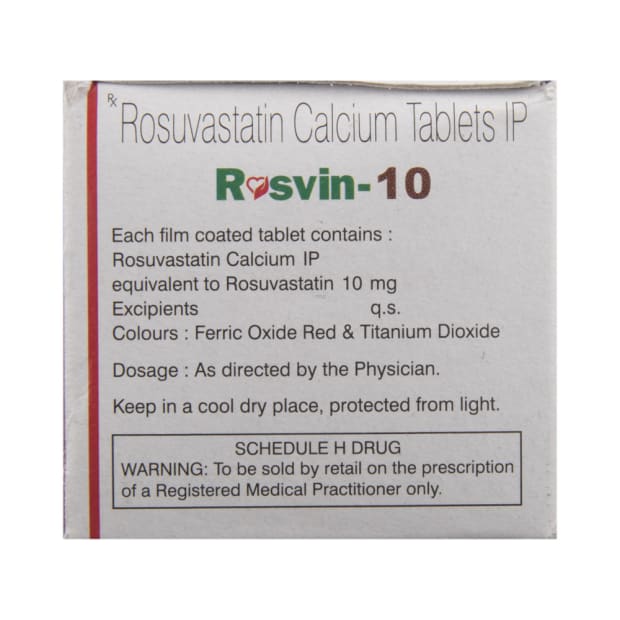 Rx Rosuvastatin Calcium Tablets IP
Rosvin-10
Each film coated tablet contains :
Rosuvastatin Calcium IP
equivalent to Rosuvastatin 10 mg
Excipients q.s.
Colours : Ferric Oxide Red & Titanium Dioxide
Dosage : As directed by the Physician.
Keep in a cool dry place, protected from light.
SCHEDULE H DRUG
WARNING: To be sold by retail on the prescription
of a Registered Medical Practitioner only.